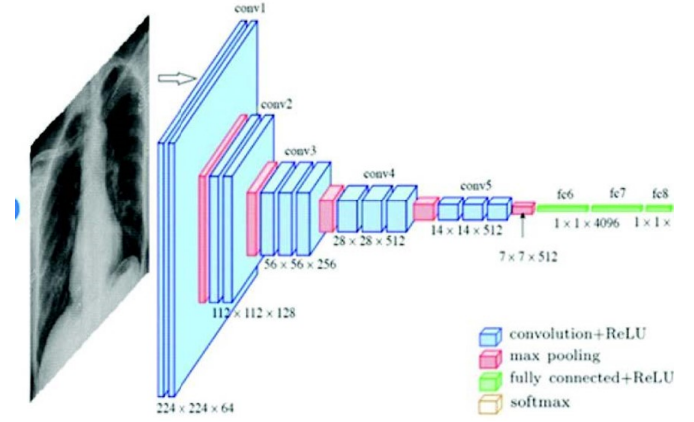 conv1
conv2
conv3
conv4
conv5
fc6
fc7
fc8
1 × 1 × 4096
1 × 1 ×
14 × 14 × 512
28 × 28 × 512
7 × 7 × 512
56 × 56 × 256
112 × 112 × 128
224 × 224 × 64
convolution+ReLU
max pooling
fully connected+ReLU
softmax